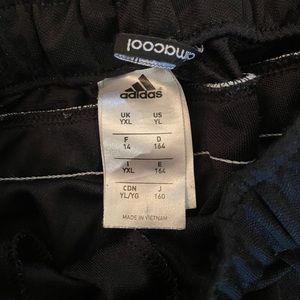 climacool
adidas
UK US
YXL YL
F D
14 164
I E
YXL 164
CDN J
YL/YG 160
MADE IN VIETNAM